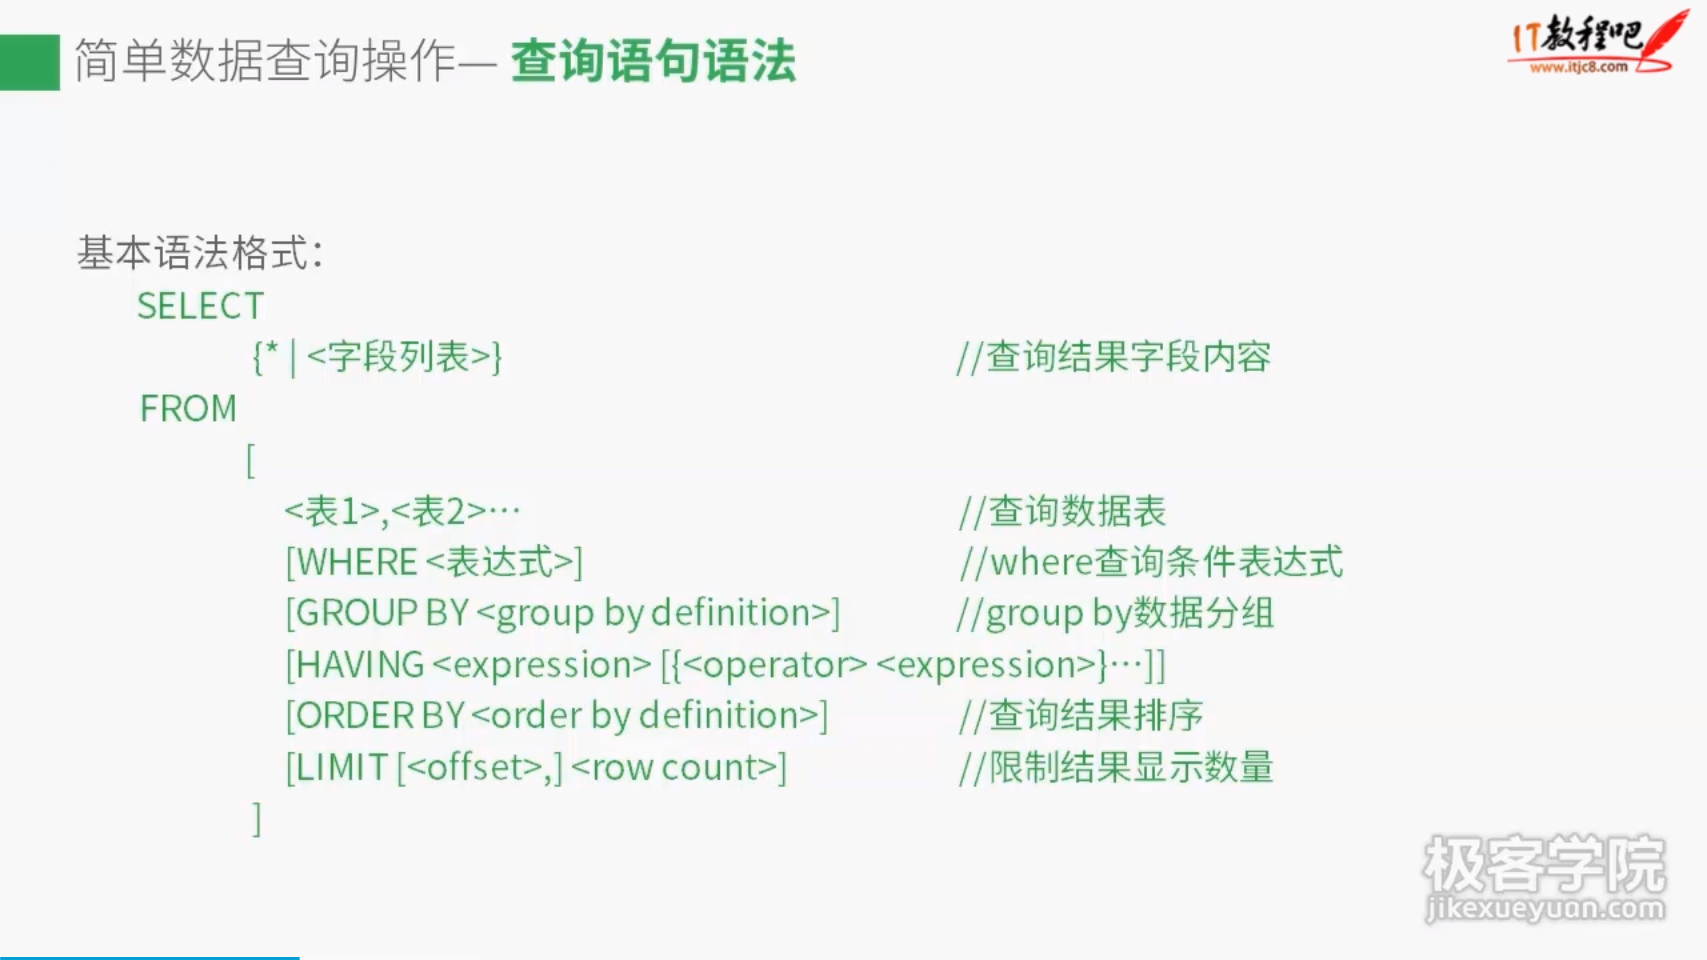 简单数据查询操作— 查询语句语法
IT教程吧
www.itjc8.com
基本语法格式：
SELECT
{* | <字段列表>} //查询结果字段内容
FROM
[
<表1>,<表2>… //查询数据表
[WHERE <表达式>] //where查询条件表达式
[GROUP BY <group by definition>] //group by数据分组
[HAVING <expression> [{<operator> <expression>}…]]
[ORDER BY <order by definition>] //查询结果排序
[LIMIT [<offset>,] <row count>] //限制结果显示数量
]
极客学院
jikexueyuan.com